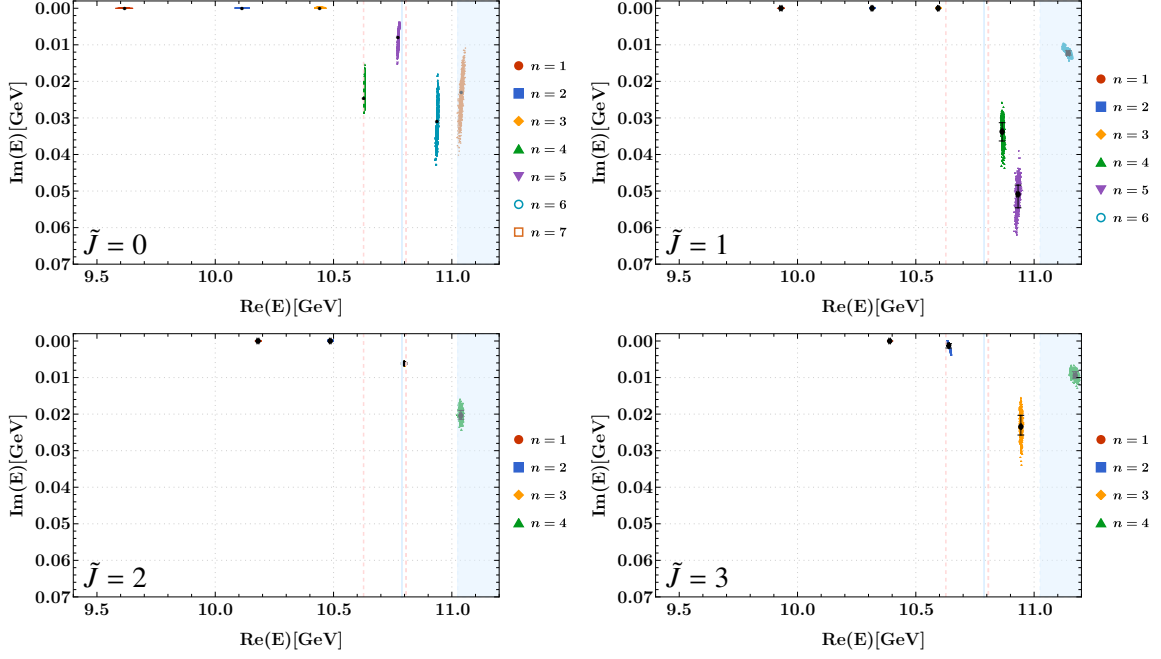 0.00
0.01
0.02
0.03
0.04
0.05
0.06
0.07
Im(E)[GeV]
J̃ = 0
9.5 10.0 10.5 11.0
Re(E)[GeV]
n = 1
n = 2
n = 3
n = 4
n = 5
n = 6
n = 7
0.00
0.01
0.02
0.03
0.04
0.05
0.06
0.07
Im(E)[GeV]
J̃ = 1
9.5 10.0 10.5 11.0
Re(E)[GeV]
n = 1
n = 2
n = 3
n = 4
n = 5
n = 6
0.00
0.01
0.02
0.03
0.04
0.05
0.06
0.07
Im(E)[GeV]
J̃ = 2
9.5 10.0 10.5 11.0
Re(E)[GeV]
n = 1
n = 2
n = 3
n = 4
0.00
0.01
0.02
0.03
0.04
0.05
0.06
0.07
Im(E)[GeV]
J̃ = 3
9.5 10.0 10.5 11.0
Re(E)[GeV]
n = 1
n = 2
n = 3
n = 4